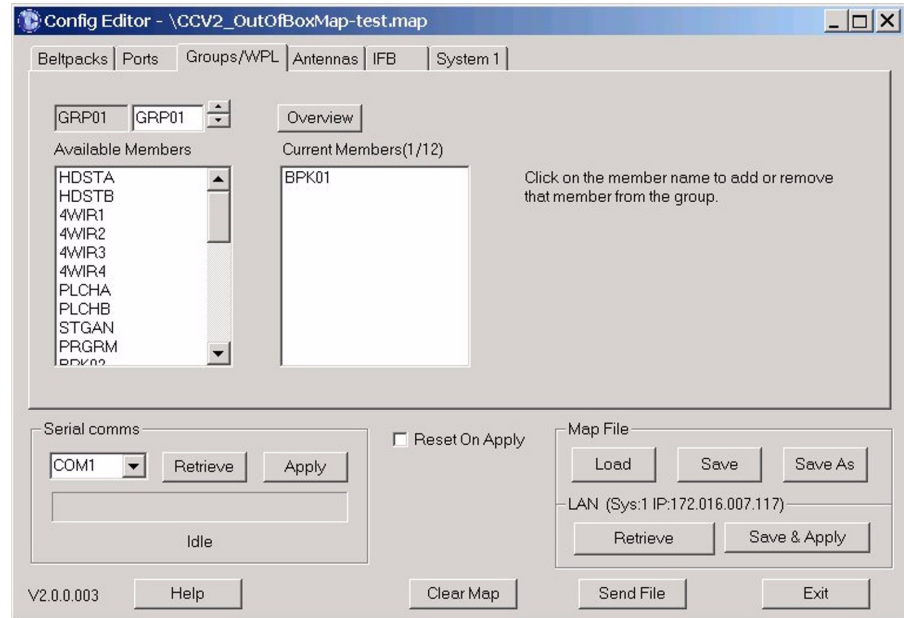 Config Editor - \CCV2_OutOfBoxMap-test.map
Beltpacks Ports Groups/WPL Antennas IFB System 1
GRP01 GRP01 Overview
Available Members
HDSTA
HDSTB
4WIR1
4WIR2
4WIR3
4WIR4
PLCHA
PLCHB
STGAN
PRGRM
Current Members(1/12)
BPK01
Click on the member name to add or remove
that member from the group.
Serial comms
COM1 Retrieve Apply
Idle
Reset On Apply
Map File
Load Save Save As
LAN (Sys:1 IP:172.016.007.117)
Retrieve Save & Apply
V2.0.0.003 Help Clear Map Send File Exit